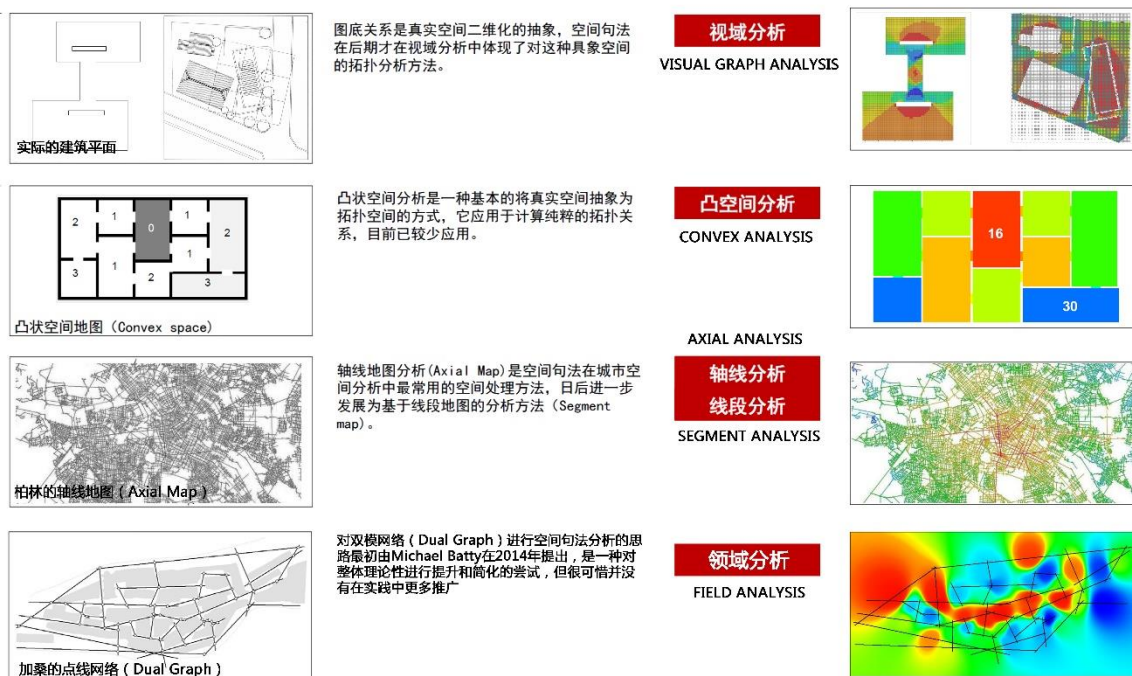 实际的建筑平面
图底关系是真实空间二维化的抽象，空间句法
在后期才在视域分析中体现了对这种具象空间
的拓扑分析方法。
视域分析
VISUAL GRAPH ANALYSIS
2
1
0
1
2
3
1
2
1
3
凸状空间地图（Convex space）
凸状空间分析是一种基本的将真实空间抽象为
拓扑空间的方式，它应用于计算纯粹的拓扑关
系，目前已较少应用。
凸空间分析
CONVEX ANALYSIS
16
30
柏林的轴线地图（Axial Map）
轴线地图分析(Axial Map)是空间句法在城市空
间分析中最常用的空间处理方法，日后进一步
发展为基于线段地图的分析方法（Segment
map）。
AXIAL ANALYSIS
轴线分析
线段分析
SEGMENT ANALYSIS
加桑的点线网络（Dual Graph）
对双模网络（Dual Graph）进行空间句法分析的思
路最初由Michael Batty在2014年提出，是一种对
整体理论性进行提升和简化的尝试，但很可惜并没
有在实践中更多推广
领域分析
FIELD ANALYSIS